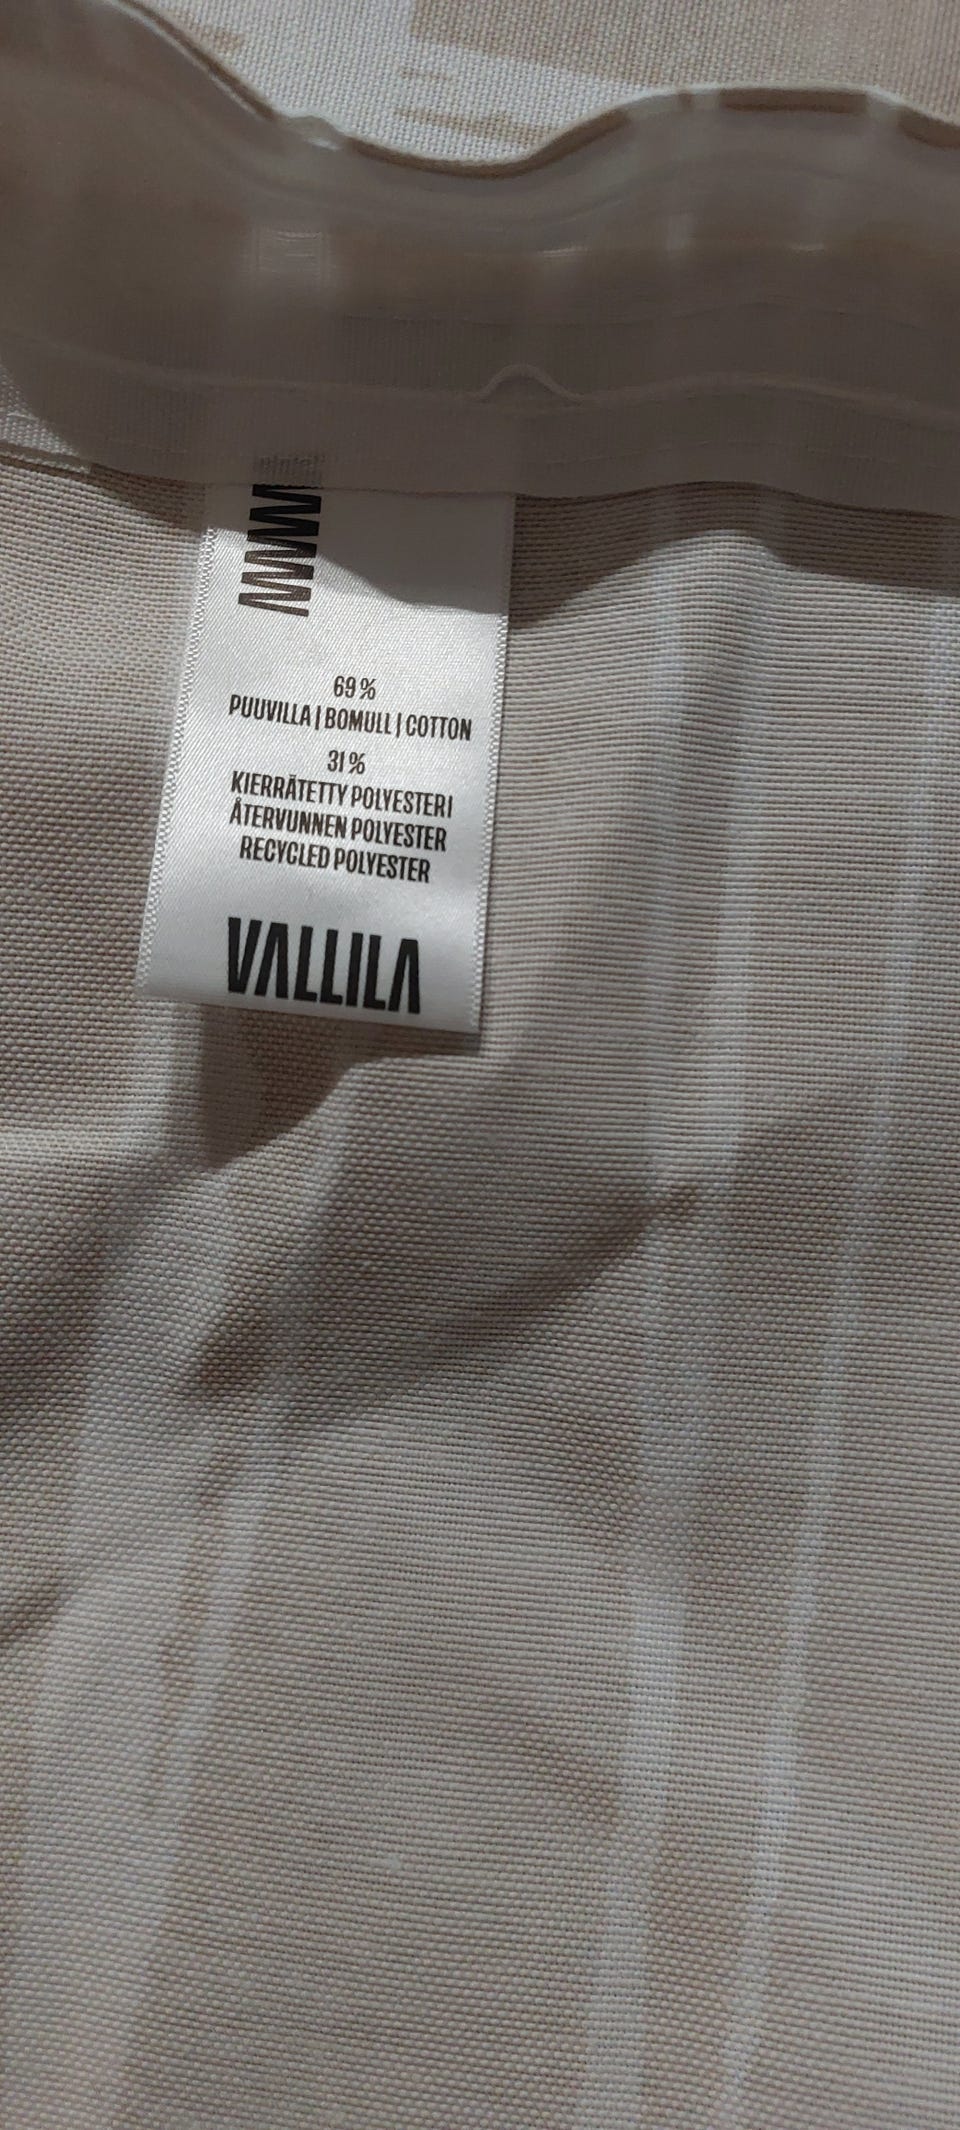 69%
PUUVILLA | BOMULL | COTTON
31%
KIERRÄTETTY POLYESTERI
ÅTERVUNNEN POLYESTER
RECYCLED POLYESTER
VALLILA